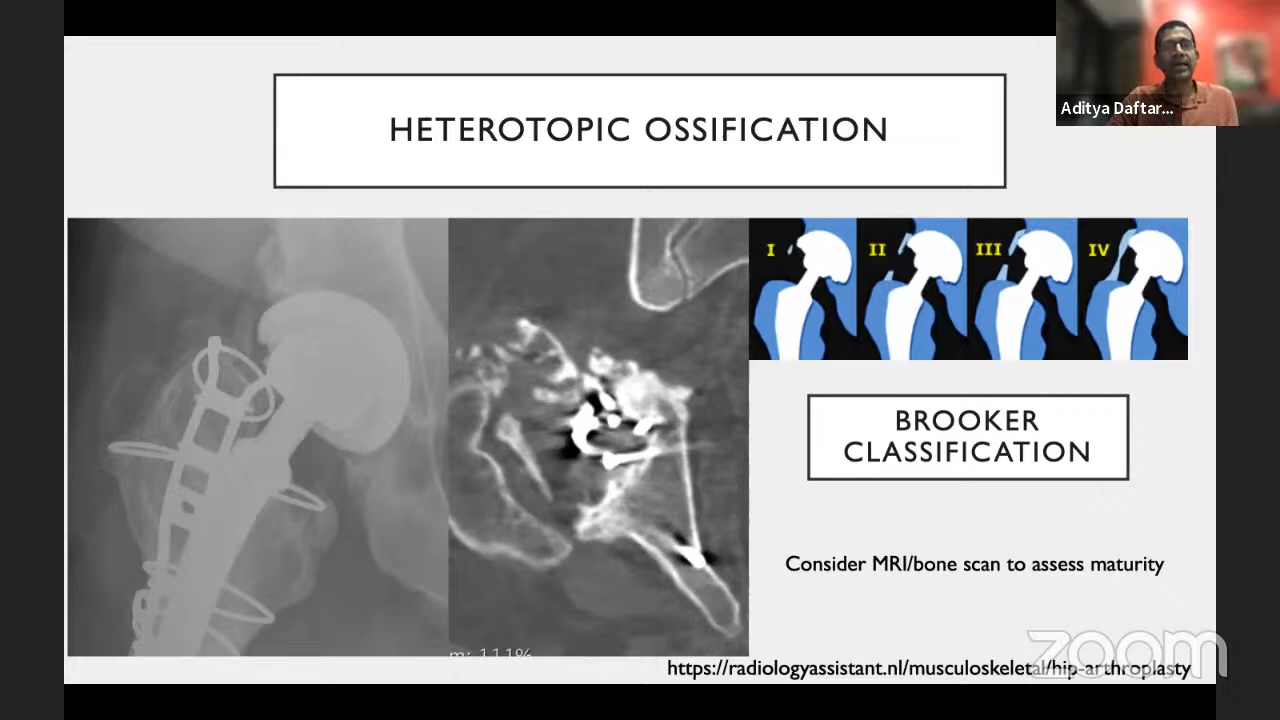 Aditya Daftar...
HETEROTOPIC OSSIFICATION
I II III IV
BROOKER
CLASSIFICATION
Consider MRI/bone scan to assess maturity
m: 111%
https://radiologyassistant.nl/musculoskeletal/hip-arthroplasty
zoom